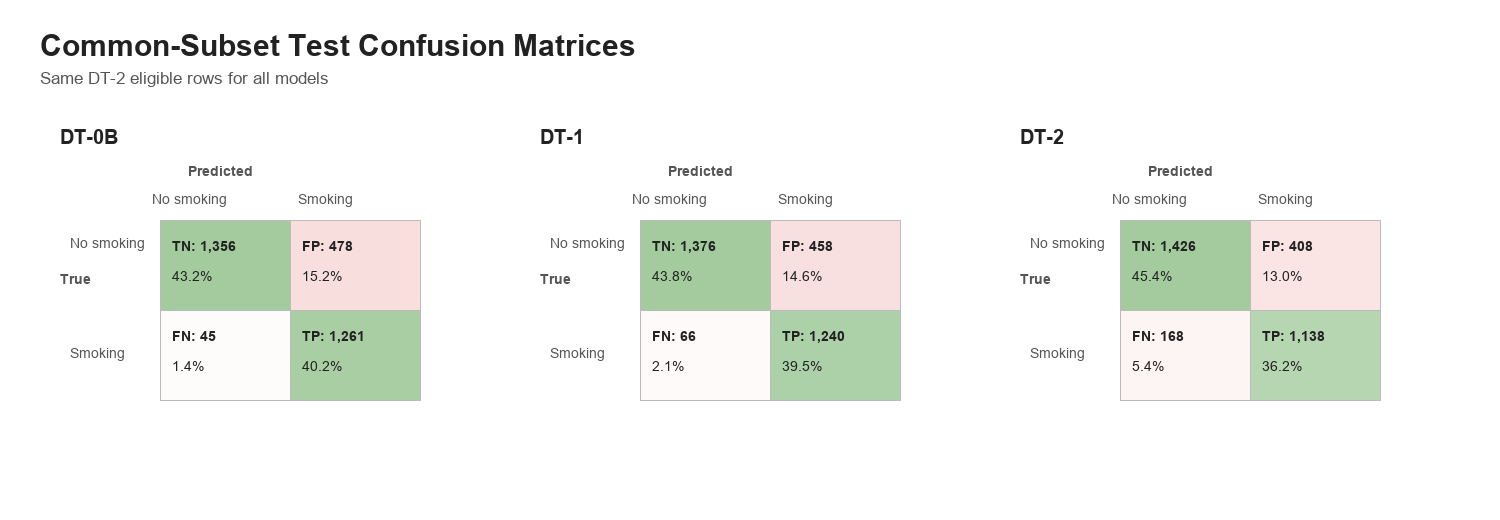 Common-Subset Test Confusion Matrices
Same DT-2 eligible rows for all models
DT-0B
Predicted
No smoking Smoking
No smoking
True
Smoking
TN: 1,356 FP: 478
43.2% 15.2%
FN: 45 TP: 1,261
1.4% 40.2%
DT-1
Predicted
No smoking Smoking
No smoking
True
Smoking
TN: 1,376 FP: 458
43.8% 14.6%
FN: 66 TP: 1,240
2.1% 39.5%
DT-2
Predicted
No smoking Smoking
No smoking
True
Smoking
TN: 1,426 FP: 408
45.4% 13.0%
FN: 168 TP: 1,138
5.4% 36.2%